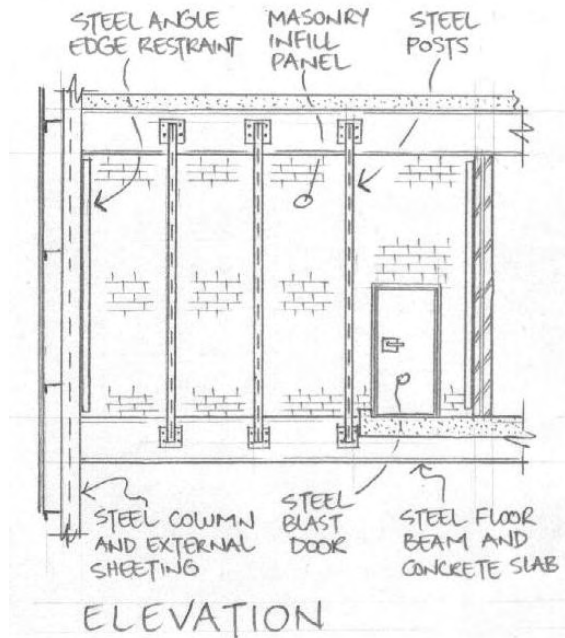 STEEL ANGLE
EDGE RESTRAINT
MASONRY
INFILL
PANEL
STEEL
POSTS
STEEL COLUMN
AND EXTERNAL
SHEETING
STEEL
BLAST
DOOR
STEEL FLOOR
BEAM AND
CONCRETE SLAB
ELEVATION